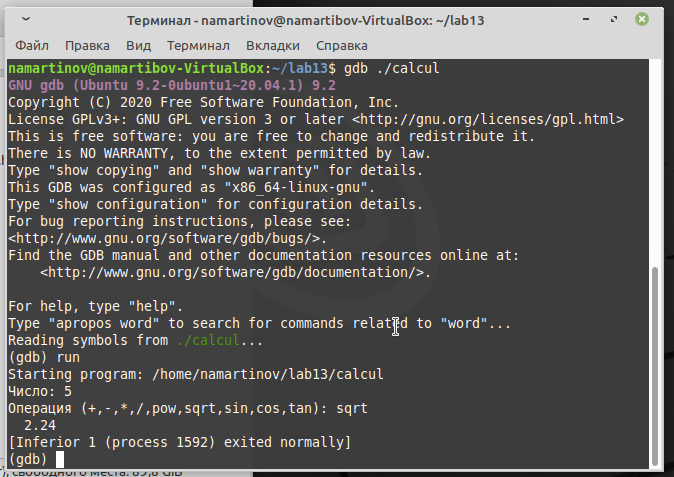 Терминал - namartinov@namartibov-VirtualBox: ~/lab13
Файл Правка Вид Терминал Вкладки Справка
namartinov@namartibov-VirtualBox:~/lab13$ gdb ./calcul
GNU gdb (Ubuntu 9.2-0ubuntu1~20.04.1) 9.2
Copyright (C) 2020 Free Software Foundation, Inc.
License GPLv3+: GNU GPL version 3 or later <http://gnu.org/licenses/gpl.html>
This is free software: you are free to change and redistribute it.
There is NO WARRANTY, to the extent permitted by law.
Type "show copying" and "show warranty" for details.
This GDB was configured as "x86_64-linux-gnu".
Type "show configuration" for configuration details.
For bug reporting instructions, please see:
<http://www.gnu.org/software/gdb/bugs/>.
Find the GDB manual and other documentation resources online at:
    <http://www.gnu.org/software/gdb/documentation/>.

For help, type "help".
Type "apropos word" to search for commands related to "word"...
Reading symbols from ./calcul...
(gdb) run
Starting program: /home/namartinov/lab13/calcul
Число: 5
Операция (+,-,*,/,pow,sqrt,sin,cos,tan): sqrt
  2.24
[Inferior 1 (process 1592) exited normally]
(gdb)
свободного места: 89,8 GiB